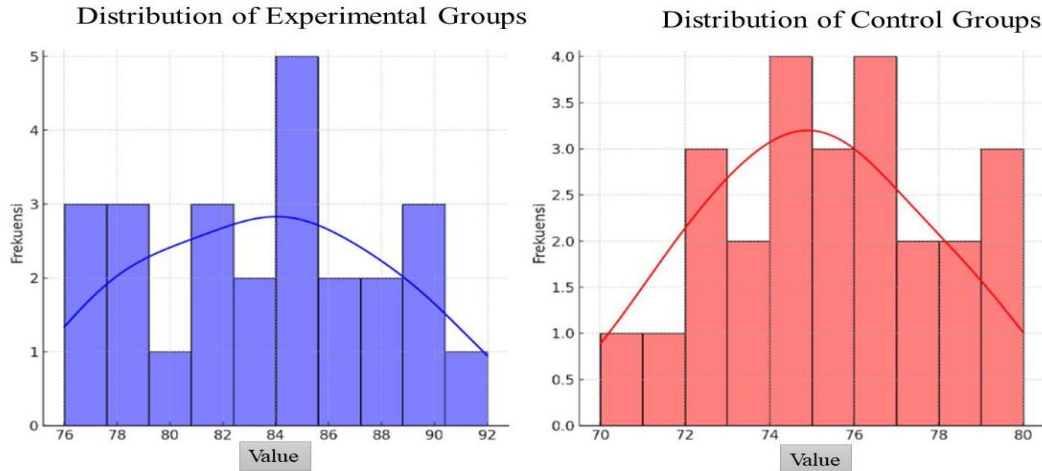 Distribution of Experimental Groups
5
4
3
2
1
0
Frekuensi
76 78 80 82 84 86 88 90 92
Value
Distribution of Control Groups
4.0
3.5
3.0
2.5
2.0
1.5
1.0
0.5
0.0
Frekuensi
70 72 74 76 78 80
Value